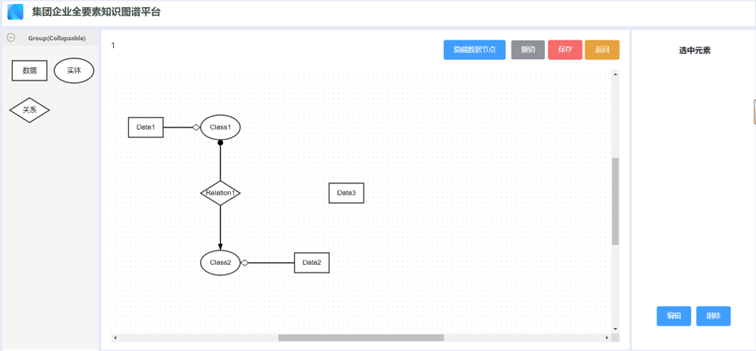 集团企业全要素知识图谱平台
Group(Collapsable)
数据
实体
关系
1
隐藏数据节点
撤销
保存
返回
Data1
Class1
Relation1
Data3
Class2
Data2
选中元素
编辑
删除